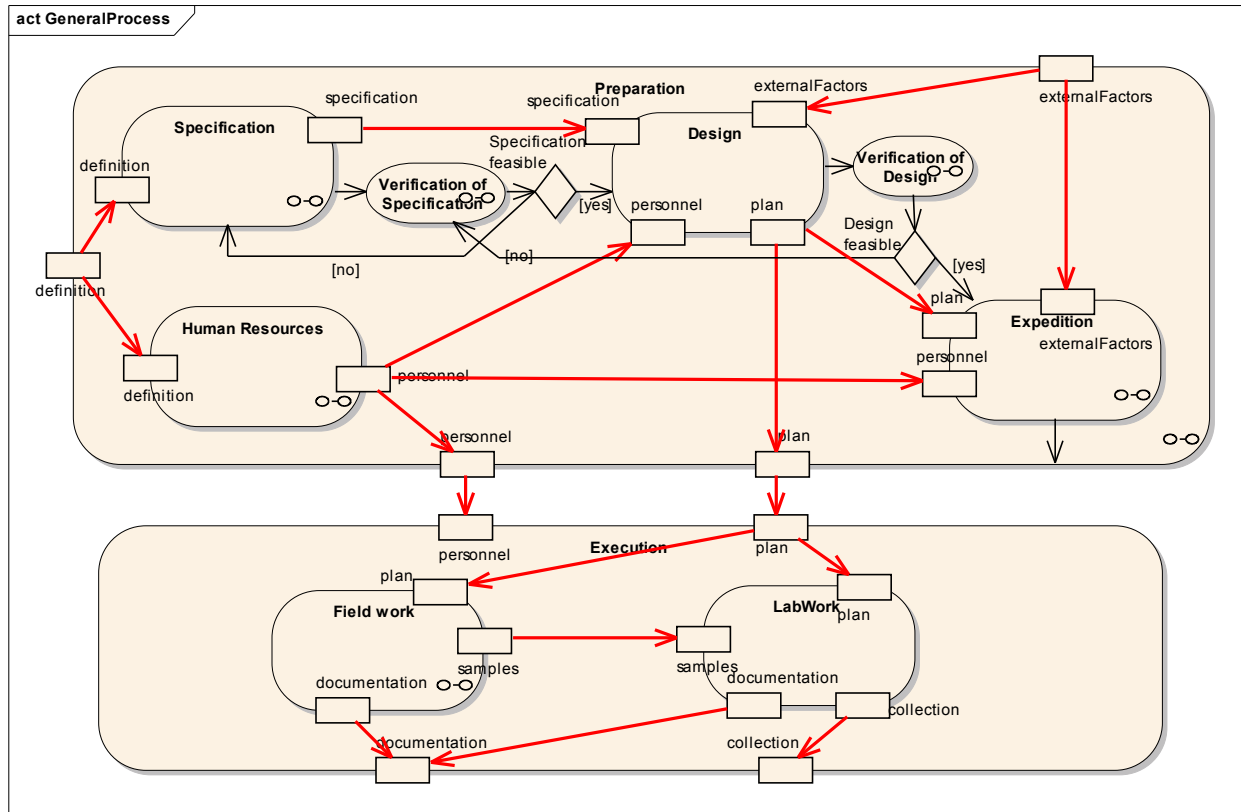 act GeneralProcess
Preparation
externalFactors
externalFactors
specification
specification
Specification
Design
Specification
feasible
Verification of
Design
definition
Verification of
Specification
[yes]
personnel
plan
Design
feasible
[no]
[no]
[yes]
definition
plan
Human Resources
Expedition
externalFactors
personnel
personnel
definition
personnel
plan
personnel
plan
Execution
plan
Field work
LabWork
plan
samples
samples
documentation
documentation
collection
documentation
collection